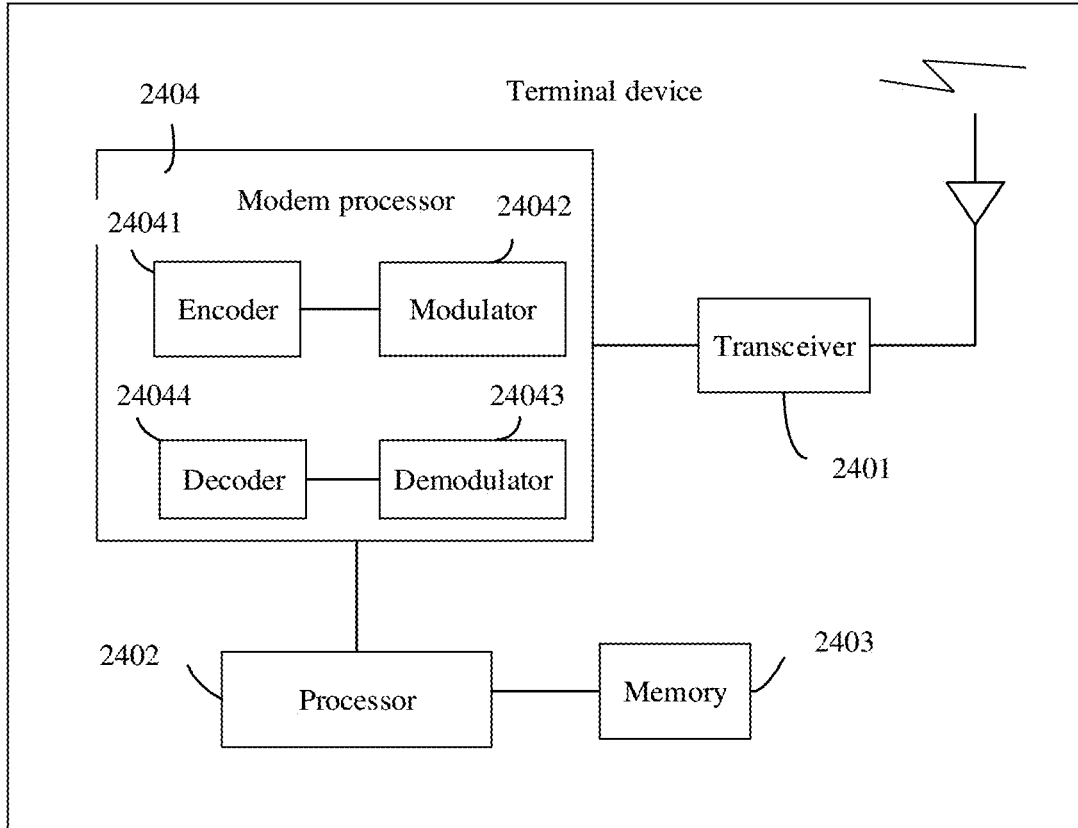 Terminal device
2404
Modem processor
24041
24042
Encoder
Modulator
Transceiver
2401
24044
24043
Decoder
Demodulator
2402
Processor
2403
Memory